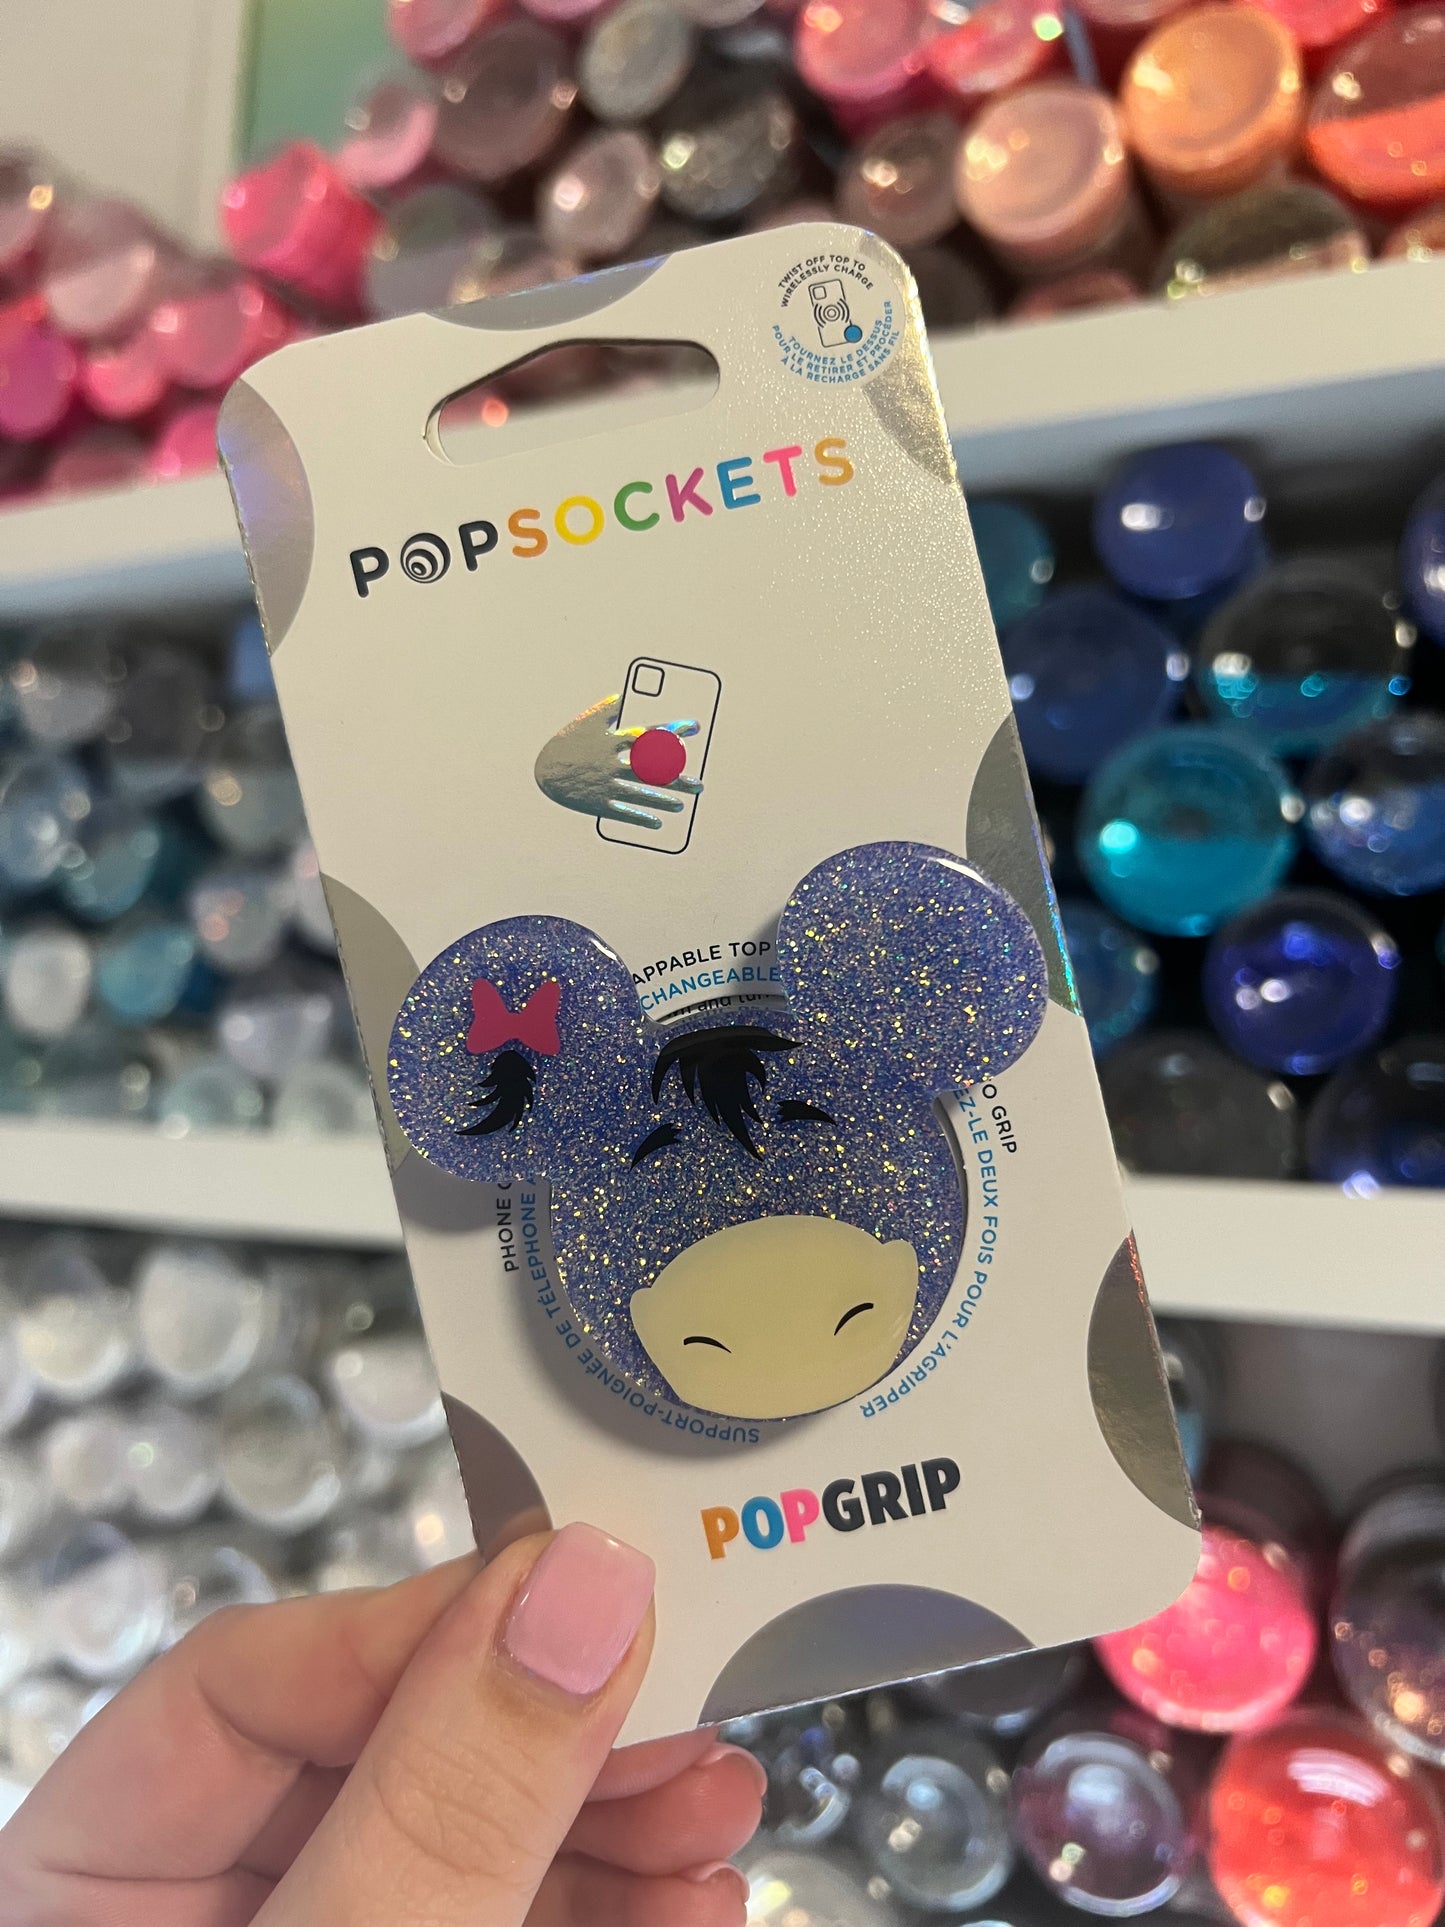 TWIST OFF TOP TO
WIRELESSLY CHARGE
TOURNEZ LE DESSUS
POUR LE RETIRER ET PROCÉDER
À LA RECHARGE SANS FIL
POPSOCKETS
APPABLE TOP
CHANGEABLE
and
O GRIP
EZ-LE DEUX FOIS POUR L'AGRIPPER
PHONE
SUPPORT-POIGNÉE DE TÉLÉPHONE
POPGRIP